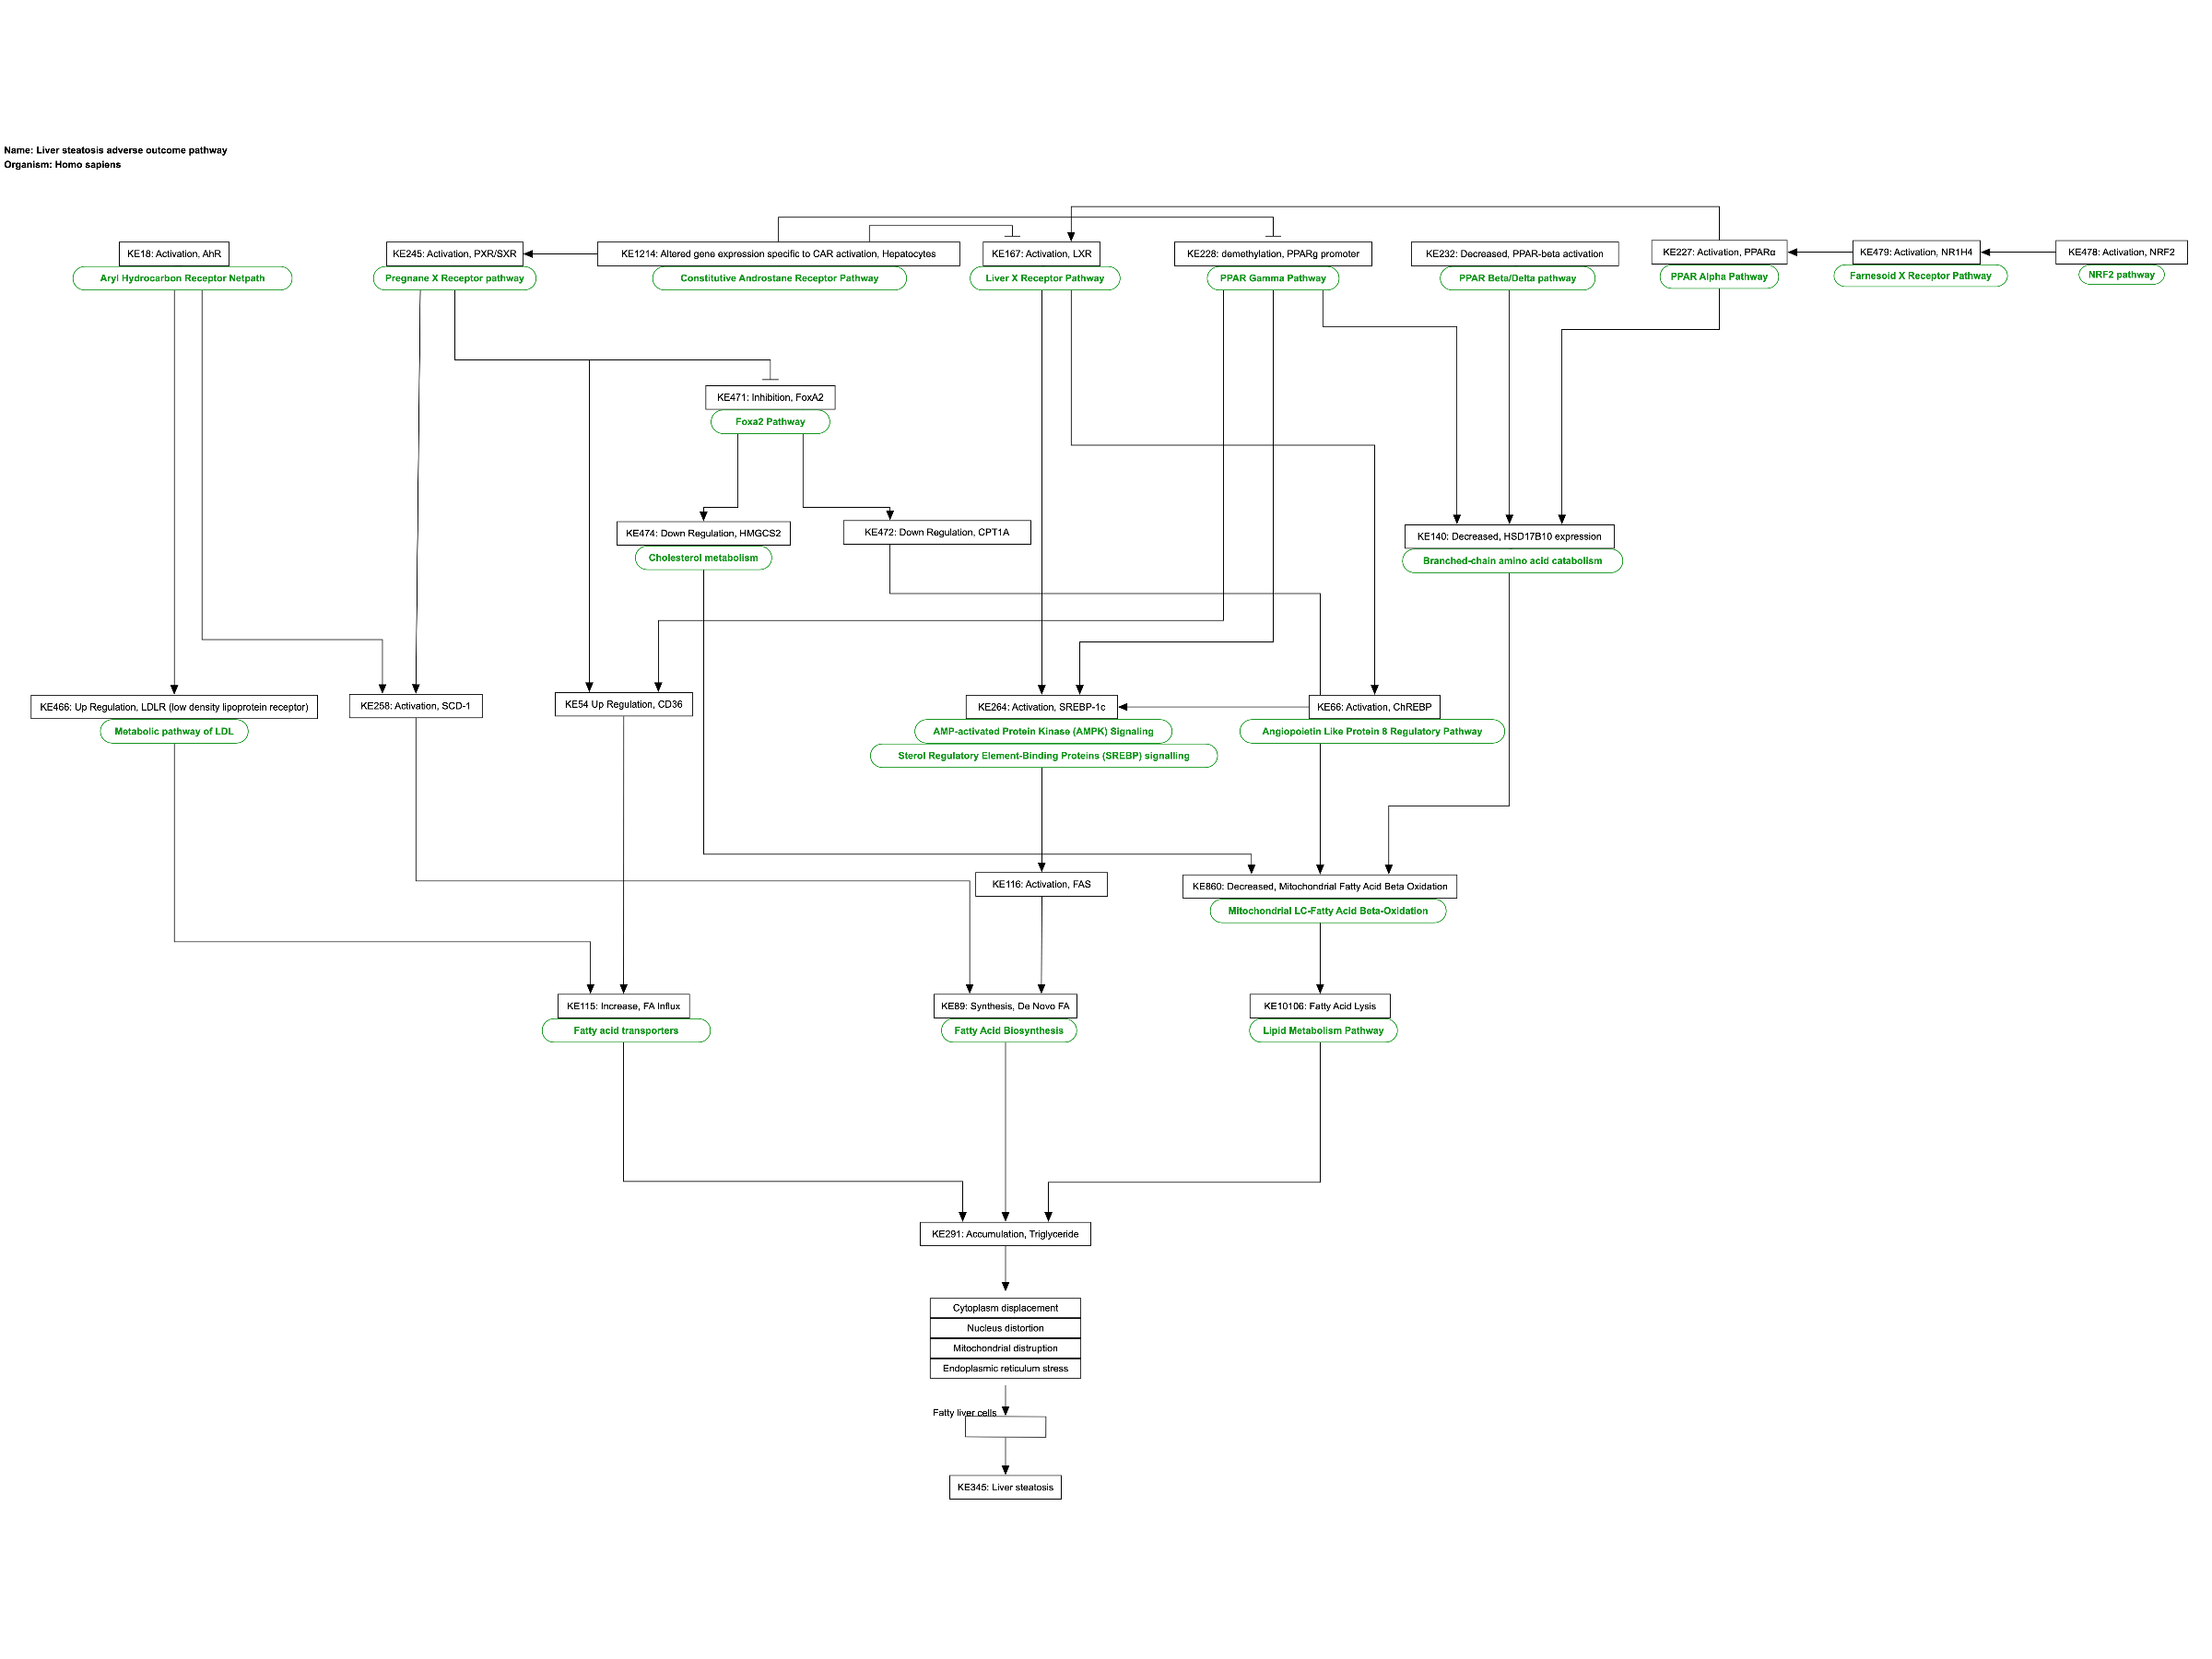 Name: Liver steatosis adverse outcome pathway
Organism: Homo sapiens
KE18: Activation, AhR
Aryl Hydrocarbon Receptor Netpath
KE245: Activation, PXR/SXR
Pregnane X Receptor pathway
KE1214: Altered gene expression specific to CAR activation, Hepatocytes
Constitutive Androstane Receptor Pathway
KE167: Activation, LXR
Liver X Receptor Pathway
KE228: demethylation, PPARg promoter
PPAR Gamma Pathway
KE232: Decreased, PPAR-beta activation
PPAR Beta/Delta pathway
KE227: Activation, PPARα
PPAR Alpha Pathway
KE479: Activation, NR1H4
Farnesoid X Receptor Pathway
KE478: Activation, NRF2
NRF2 pathway
KE471: Inhibition, FoxA2
Foxa2 Pathway
KE474: Down Regulation, HMGCS2
Cholesterol metabolism
KE472: Down Regulation, CPT1A
KE140: Decreased, HSD17B10 expression
Branched-chain amino acid catabolism
KE466: Up Regulation, LDLR (low density lipoprotein receptor)
Metabolic pathway of LDL
KE258: Activation, SCD-1
KE54 Up Regulation, CD36
KE264: Activation, SREBP-1c
AMP-activated Protein Kinase (AMPK) Signaling
Sterol Regulatory Element-Binding Proteins (SREBP) signalling
KE66: Activation, ChREBP
Angiopoietin Like Protein 8 Regulatory Pathway
KE116: Activation, FAS
KE860: Decreased, Mitochondrial Fatty Acid Beta Oxidation
Mitochondrial LC-Fatty Acid Beta-Oxidation
KE115: Increase, FA Influx
Fatty acid transporters
KE89: Synthesis, De Novo FA
Fatty Acid Biosynthesis
KE10106: Fatty Acid Lysis
Lipid Metabolism Pathway
KE291: Accumulation, Triglyceride
Cytoplasm displacement
Nucleus distortion
Mitochondrial distruption
Endoplasmic reticulum stress
Fatty liver cells
KE345: Liver steatosis